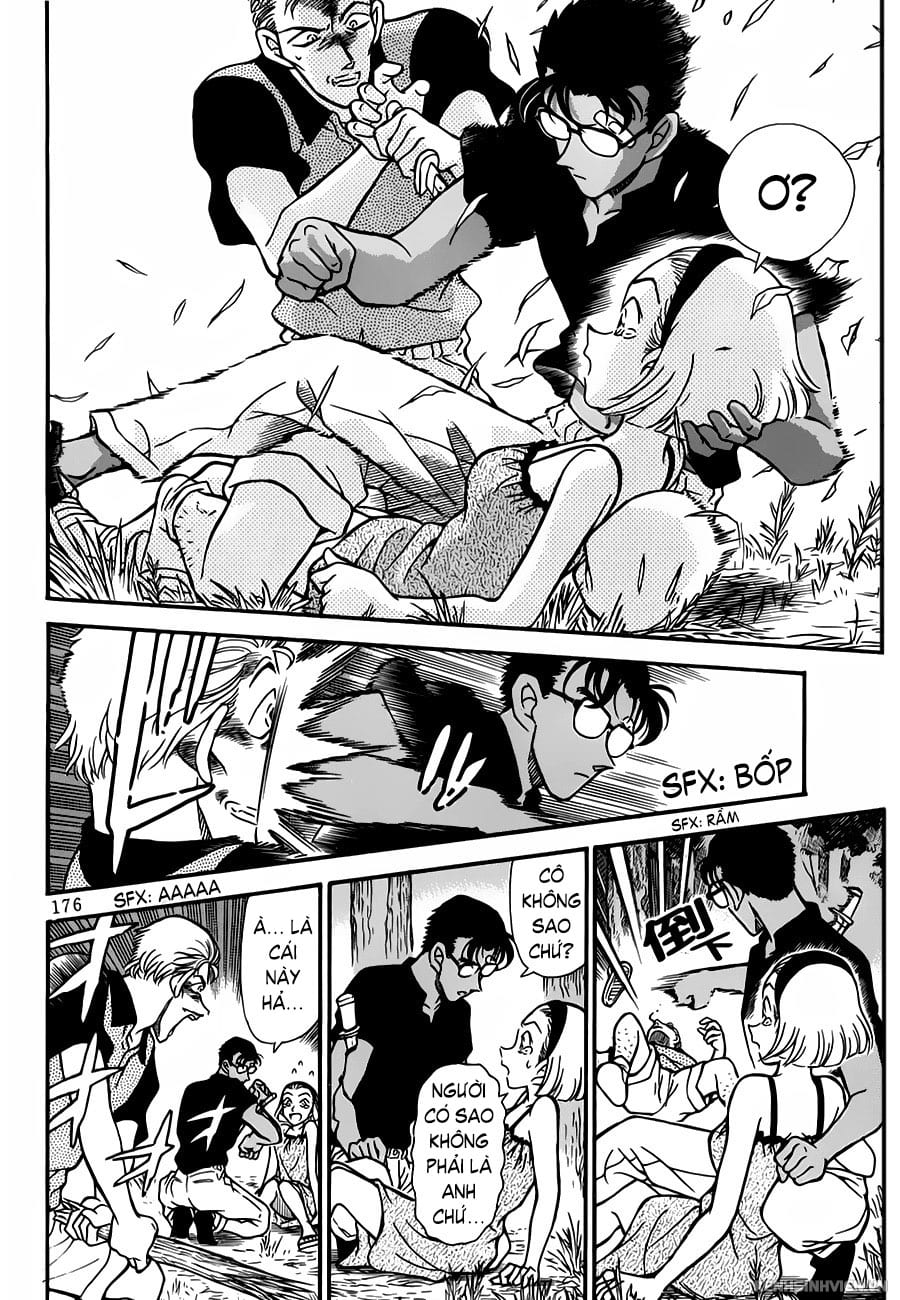 Ơ?
SFX: BỐP
SFX: RẦM
倒
下
CÔ
KHÔNG
SAO
CHỨ?
NGƯỜI
CÓ SAO
KHÔNG
PHẢI LÀ
ANH
CHỨ...
176
SFX: AAAAA
À... LÀ
CÁI
NÀY
HẢ...